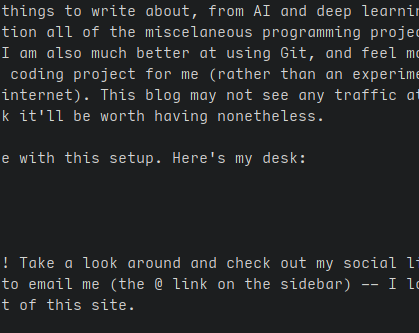 things to write about, from AI and deep learnin
tion all of the miscelaneous programming projec
I am also much better at using Git, and feel mo
coding project for me (rather than an experime
internet). This blog may not see any traffic at
k it'll be worth having nonetheless.
e with this setup. Here's my desk:
! Take a look around and check out my social li
to email me (the @ link on the sidebar) -- I lo
t of this site.